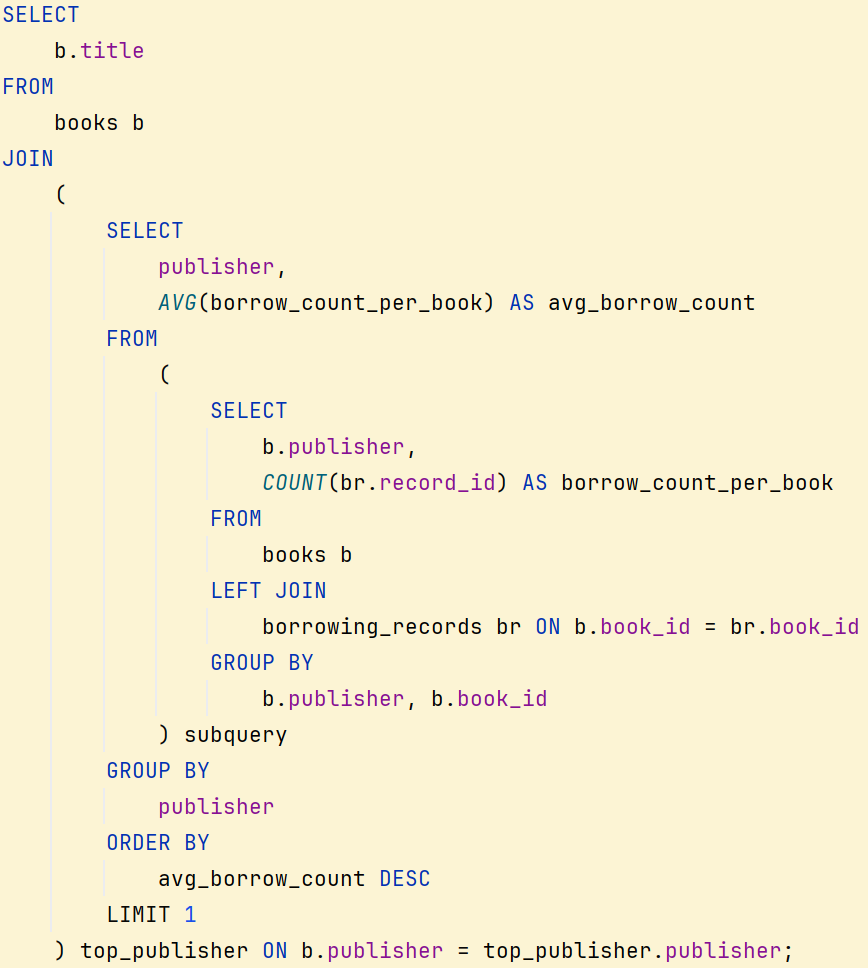 SELECT
    b.title
FROM
    books b
JOIN
    (
        SELECT
            publisher,
            AVG(borrow_count_per_book) AS avg_borrow_count
        FROM
            (
                SELECT
                    b.publisher,
                    COUNT(br.record_id) AS borrow_count_per_book
                FROM
                    books b
                LEFT JOIN
                    borrowing_records br ON b.book_id = br.book_id
                GROUP BY
                    b.publisher, b.book_id
            ) subquery
        GROUP BY
            publisher
        ORDER BY
            avg_borrow_count DESC
        LIMIT 1
    ) top_publisher ON b.publisher = top_publisher.publisher;